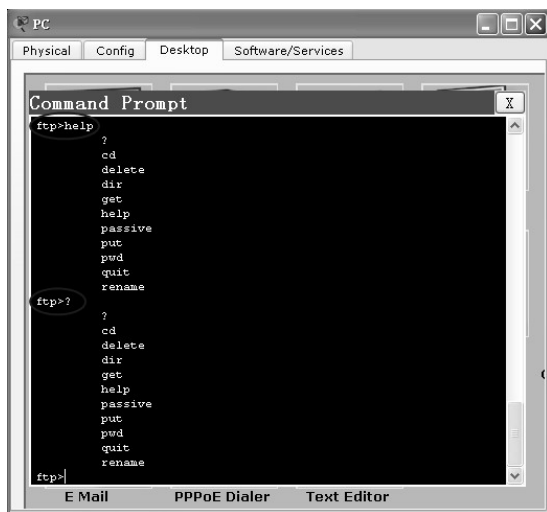 PC
Physical Config Desktop Software/Services
Command Prompt X
ftp>help
?
cd
delete
dir
get
help
passive
put
pwd
quit
rename
ftp>?
?
cd
delete
dir
get
help
passive
put
pwd
quit
rename
ftp>
E Mail PPPoE Dialer Text Editor